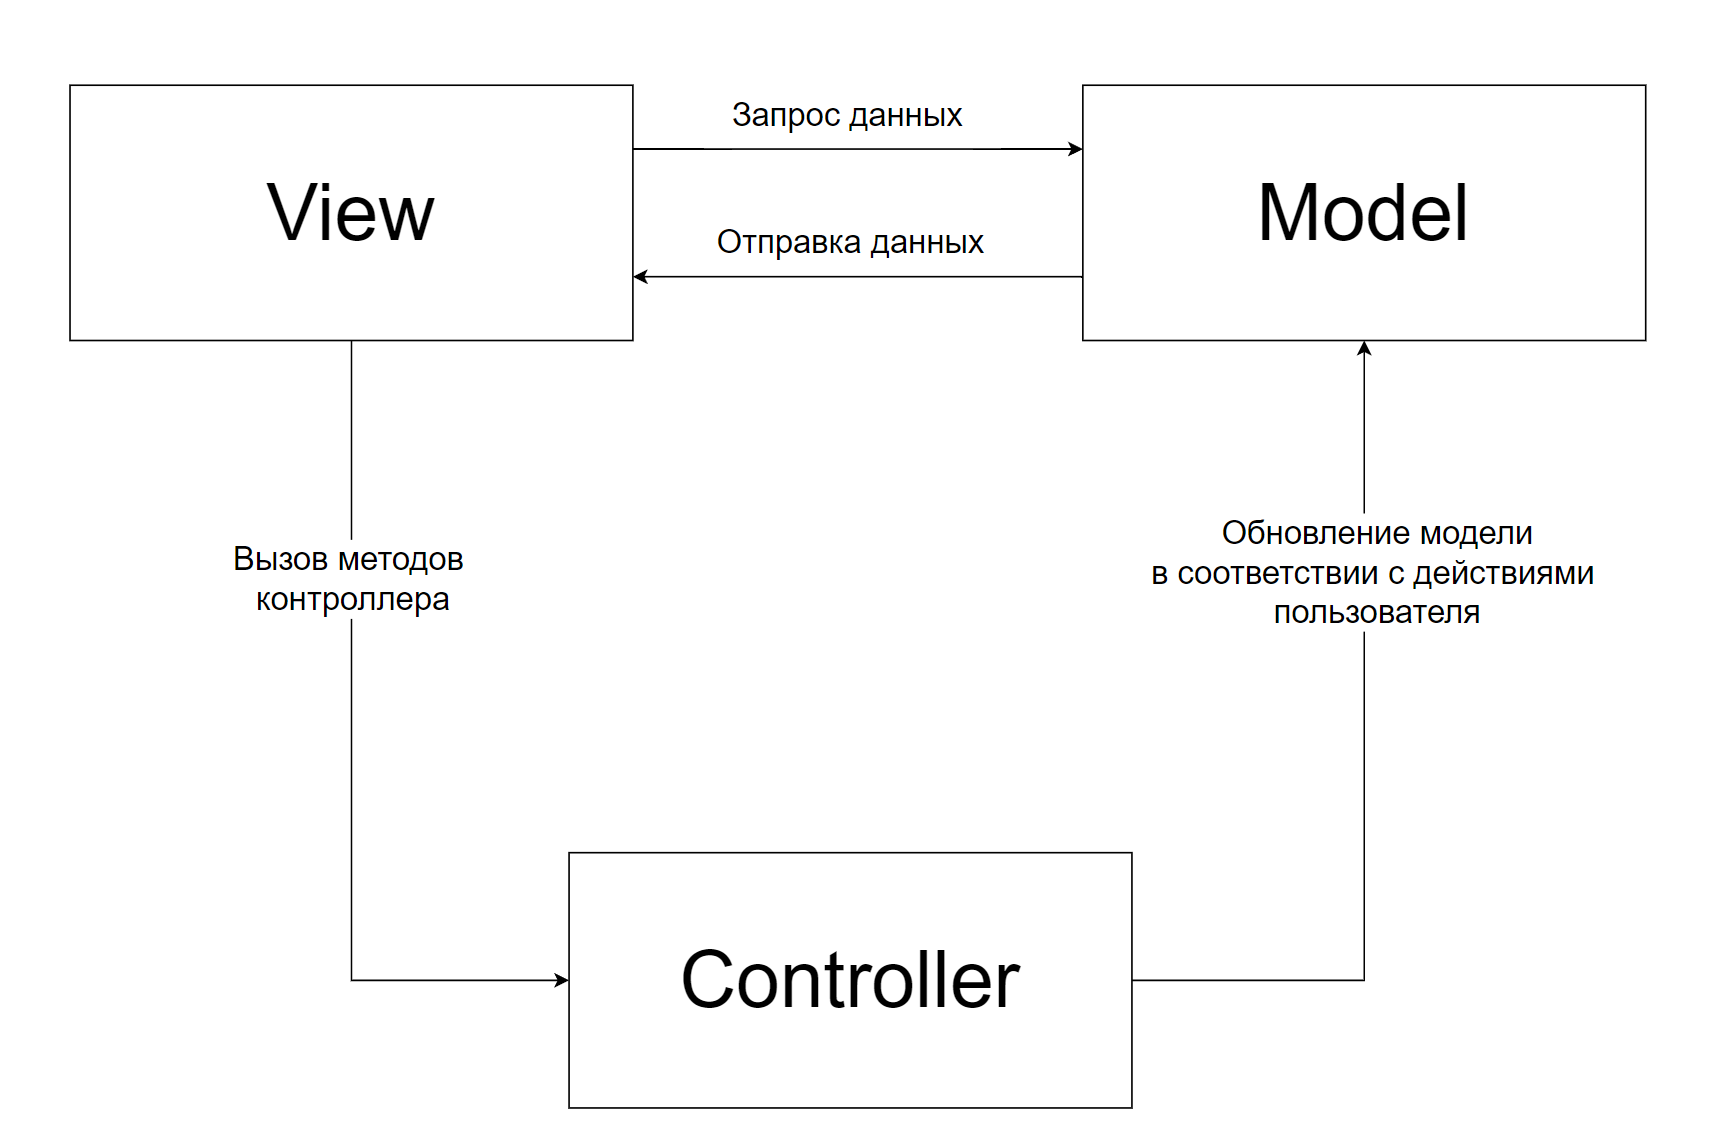 Запрос данных
View
Model
Отправка данных
Вызов методов
контроллера
Обновление модели
в соответствии с действиями
пользователя
Controller